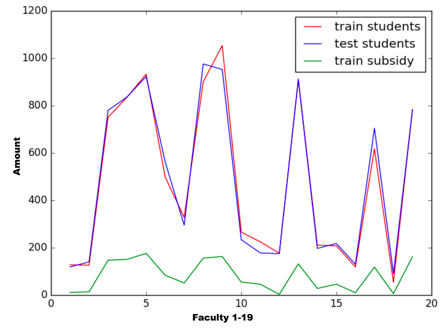 1200
1000
800
600
400
200
0
Amount
train students
test students
train subsidy
0 5 10 15 20
Faculty 1-19